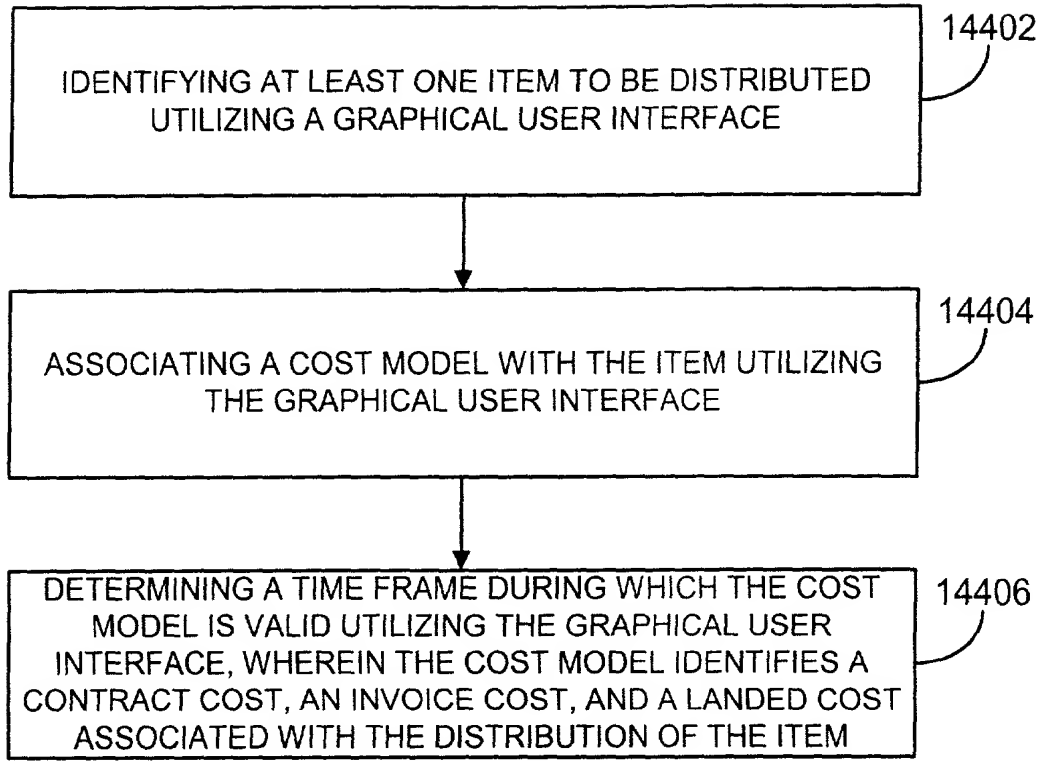 14402
IDENTIFYING AT LEAST ONE ITEM TO BE DISTRIBUTED
UTILIZING A GRAPHICAL USER INTERFACE
14404
ASSOCIATING A COST MODEL WITH THE ITEM UTILIZING
THE GRAPHICAL USER INTERFACE
14406
DETERMINING A TIME FRAME DURING WHICH THE COST
MODEL IS VALID UTILIZING THE GRAPHICAL USER
INTERFACE, WHEREIN THE COST MODEL IDENTIFIES A
CONTRACT COST, AN INVOICE COST, AND A LANDED COST
ASSOCIATED WITH THE DISTRIBUTION OF THE ITEM